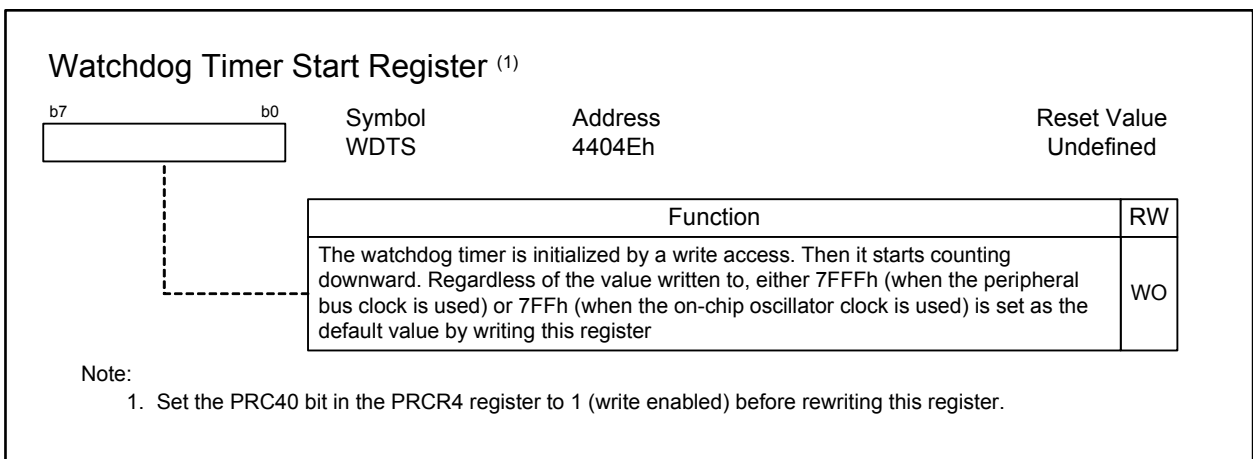 Watchdog Timer Start Register (1)
b7 b0 Symbol Address Reset Value
WDTS 4404Eh Undefined
Function RW
The watchdog timer is initialized by a write access. Then it starts counting
downward. Regardless of the value written to, either 7FFFh (when the peripheral
bus clock is used) or 7FFh (when the on-chip oscillator clock is used) is set as the
default value by writing this register
WO
Note:
1. Set the PRC40 bit in the PRCR4 register to 1 (write enabled) before rewriting this register.